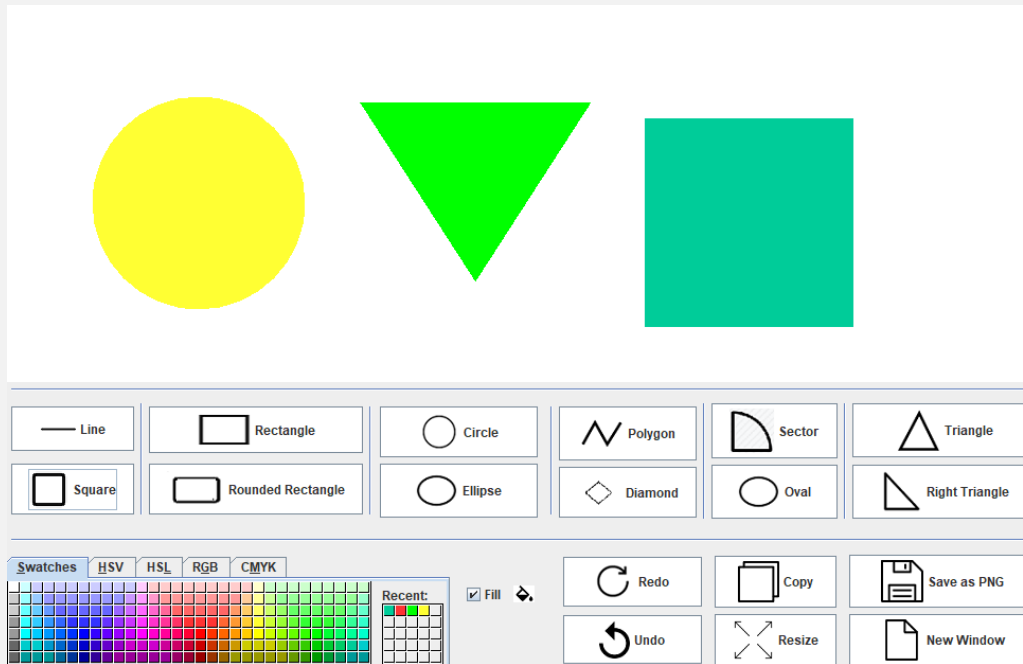 Line
Rectangle
Circle
Polygon
Sector
Triangle
Square
Rounded Rectangle
Ellipse
Diamond
Oval
Right Triangle
Swatches HSV HSL RGB CMYK
Recent:
Fill
Redo
Copy
Save as PNG
Undo
Resize
New Window